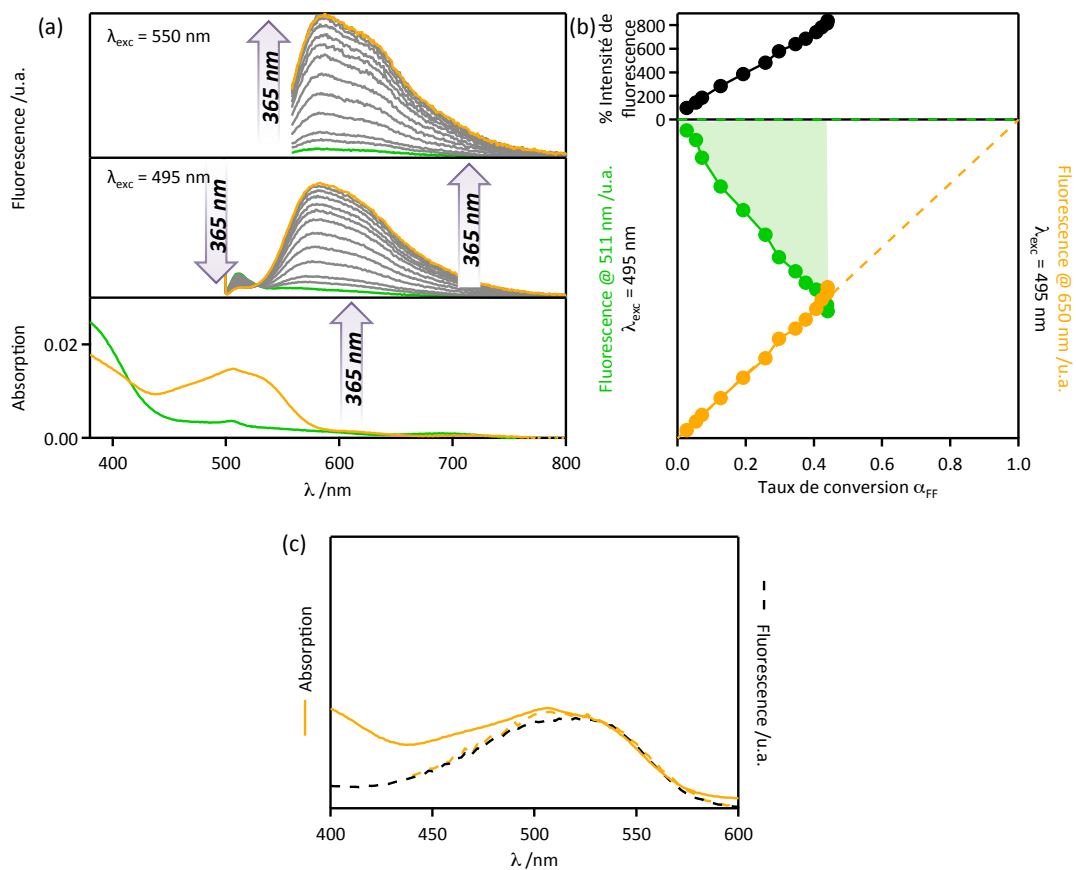 (a)
λexc = 550 nm
365 nm
Fluorescence /u.a.
λexc = 495 nm
365 nm
365 nm
Absorption
0.02
0.00
365 nm
400
500
600
700
800
λ /nm
(b)
% Intensité de
fluorescence
800
600
400
200
0
Fluorescence @ 511 nm /u.a.
λexc = 495 nm
λexc = 495 nm
Fluorescence @ 650 nm /u.a.
0.0
0.2
0.4
0.6
0.8
1.0
Taux de conversion αFF
(c)
Absorption
Fluorescence /u.a.
400
450
500
550
600
λ /nm